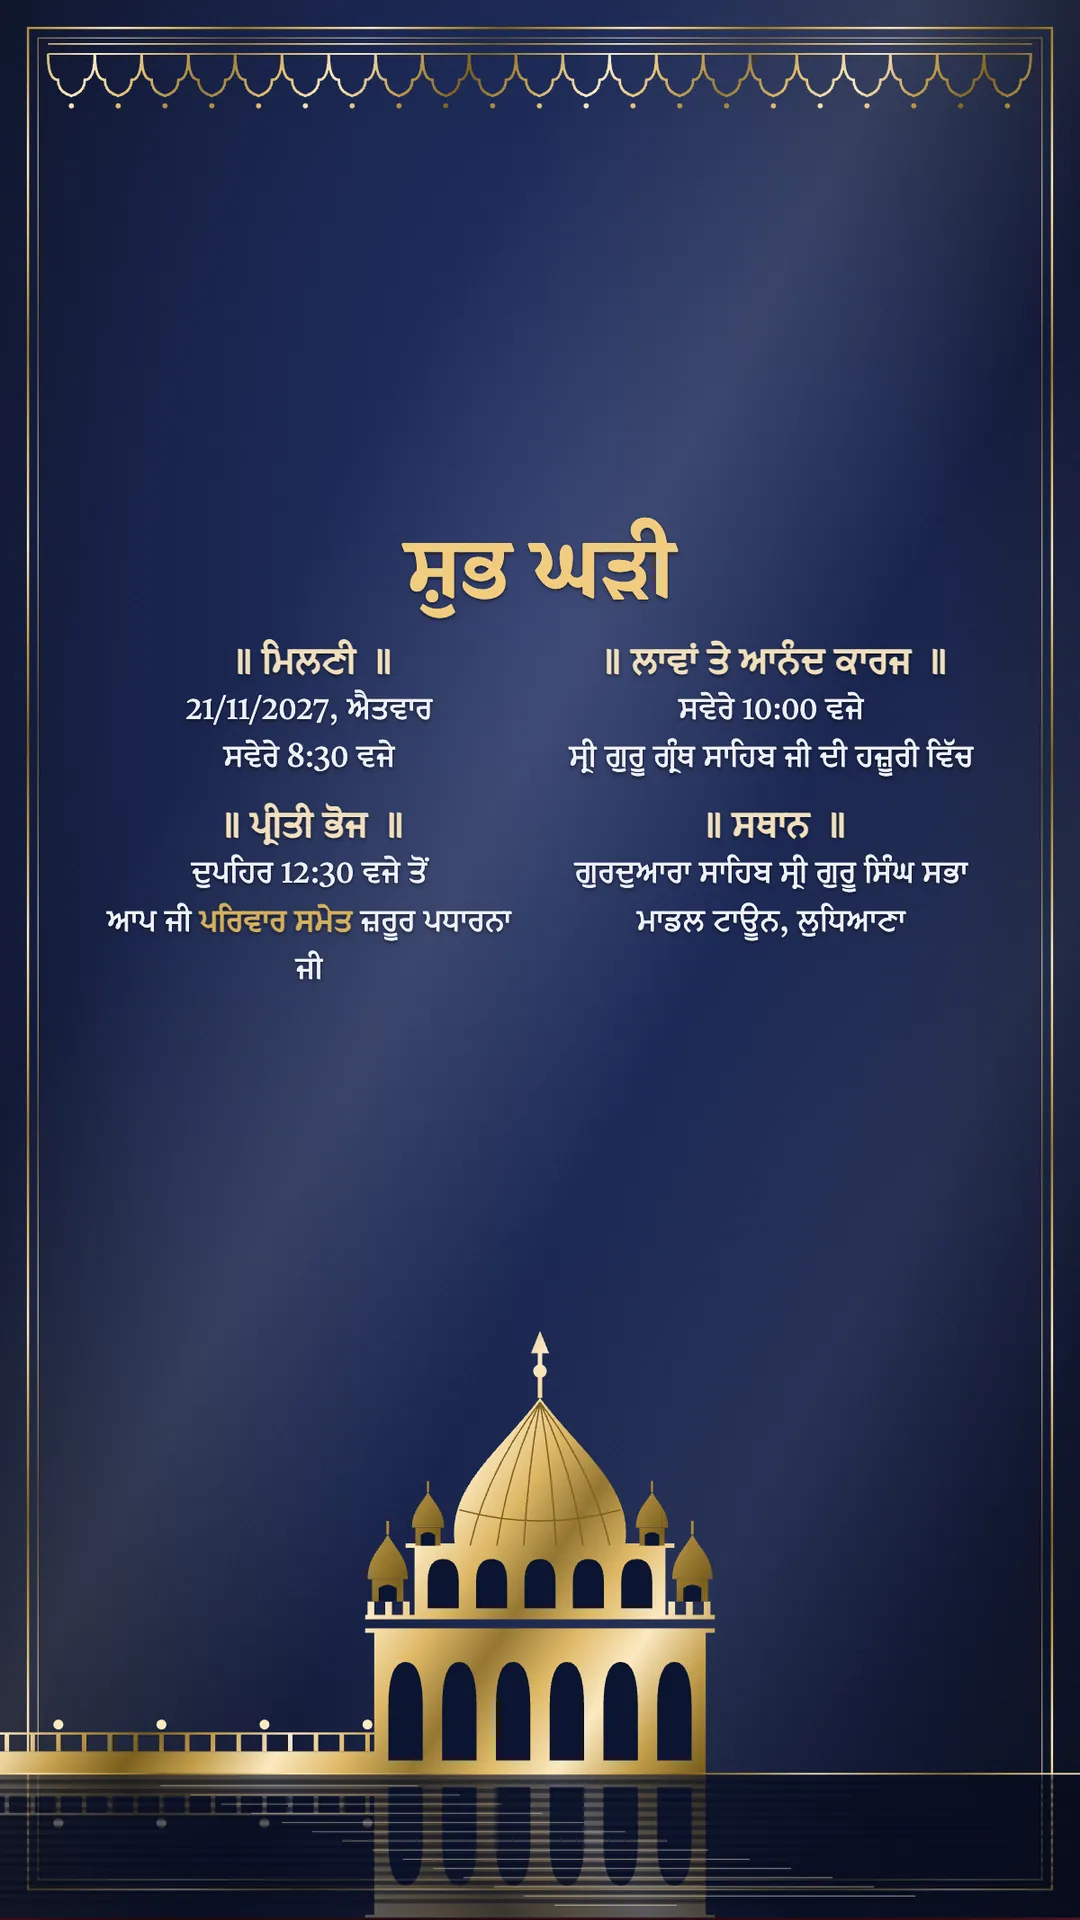 ਸ਼ੁਭ ਘੜੀ
॥ ਮਿਲਣੀ ॥
21/11/2027, ਐਤਵਾਰ
ਸਵੇਰੇ 8:30 ਵਜੇ
॥ ਲਾਵਾਂ ਤੇ ਆਨੰਦ ਕਾਰਜ ॥
ਸਵੇਰੇ 10:00 ਵਜੇ
ਸ੍ਰੀ ਗੁਰੂ ਗ੍ਰੰਥ ਸਾਹਿਬ ਜੀ ਦੀ ਹਜ਼ੂਰੀ ਵਿੱਚ
॥ ਪ੍ਰੀਤੀ ਭੋਜ ॥
ਦੁਪਹਿਰ 12:30 ਵਜੇ ਤੋਂ
ਆਪ ਜੀ ਪਰਿਵਾਰ ਸਮੇਤ ਜ਼ਰੂਰ ਪਧਾਰਨਾ
ਜੀ
॥ ਸਥਾਨ ॥
ਗੁਰਦੁਆਰਾ ਸਾਹਿਬ ਸ੍ਰੀ ਗੁਰੂ ਸਿੰਘ ਸਭਾ
ਮਾਡਲ ਟਾਊਨ, ਲੁਧਿਆਣਾ